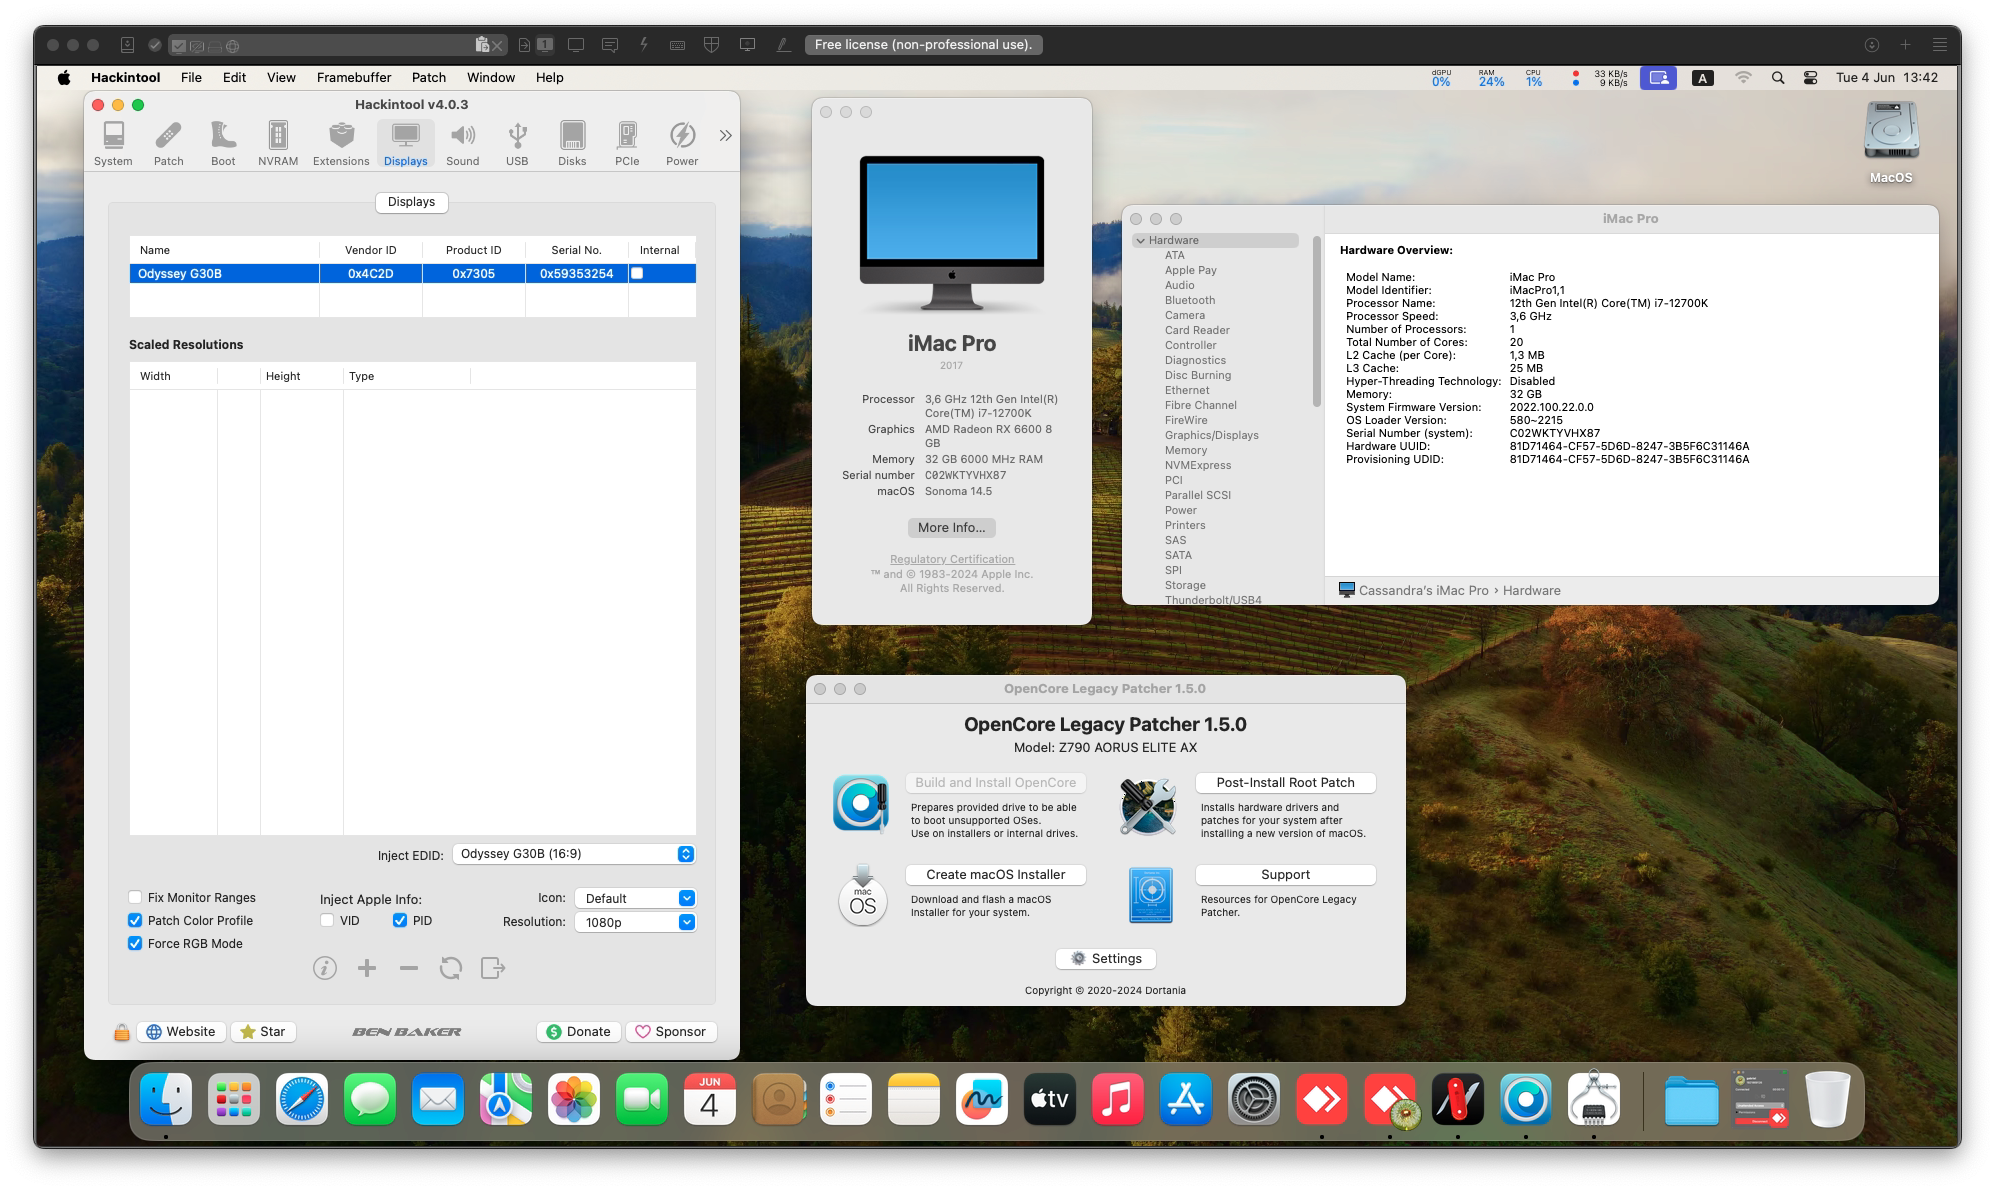 1
Free license (non-professional use).
Hackintool File Edit View Framebuffer Patch Window Help
dGPU 0% RAM 24% CPU 1% 33 KB/s 9 KB/s A Tue 4 Jun 13:42
Hackintool v4.0.3
System Patch Boot NVRAM Extensions Displays Sound USB Disks PCIe Power
Displays
Name Vendor ID Product ID Serial No. Internal
Odyssey G30B 0x4C2D 0x7305 0x59353254
Scaled Resolutions
Width Height Type
Inject EDID: Odyssey G30B (16:9)
Fix Monitor Ranges Inject Apple Info: Icon: Default
Patch Color Profile VID PID Resolution: 1080p
Force RGB Mode
Website Star BEN BAKER Donate Sponsor
iMac Pro
2017
Processor 3,6 GHz 12th Gen Intel(R)
Core(TM) i7-12700K
Graphics AMD Radeon RX 6600 8
GB
Memory 32 GB 6000 MHz RAM
Serial number C02WKTYVHX87
macOS Sonoma 14.5
More Info...
Regulatory Certification
™ and © 1983-2024 Apple Inc.
All Rights Reserved.
MacOS
iMac Pro
Hardware
ATA
Apple Pay
Audio
Bluetooth
Camera
Card Reader
Controller
Diagnostics
Disc Burning
Ethernet
Fibre Channel
FireWire
Graphics/Displays
Memory
NVMExpress
PCI
Parallel SCSI
Power
Printers
SAS
SATA
SPI
Storage
Thunderbolt/USB4
Hardware Overview:
Model Name: iMac Pro
Model Identifier: iMacPro1,1
Processor Name: 12th Gen Intel(R) Core(TM) i7-12700K
Processor Speed: 3,6 GHz
Number of Processors: 1
Total Number of Cores: 20
L2 Cache (per Core): 1,3 MB
L3 Cache: 25 MB
Hyper-Threading Technology: Disabled
Memory: 32 GB
System Firmware Version: 2022.100.22.0.0
OS Loader Version: 580~2215
Serial Number (system): C02WKTYVHX87
Hardware UUID: 81D71464-CF57-5D6D-8247-3B5F6C31146A
Provisioning UDID: 81D71464-CF57-5D6D-8247-3B5F6C31146A
Cassandra's iMac Pro › Hardware
OpenCore Legacy Patcher 1.5.0
OpenCore Legacy Patcher 1.5.0
Model: Z790 AORUS ELITE AX
Build and Install OpenCore
Prepares provided drive to be able
to boot unsupported OSes.
Use on installers or internal drives.
Post-Install Root Patch
Installs hardware drivers and
patches for your system after
installing a new version of macOS.
mac
OS
Create macOS Installer
Download and flash a macOS
Installer for your system.
Support
Resources for OpenCore Legacy
Patcher.
Settings
Copyright © 2020-2024 Dortania
JUN
4
tv